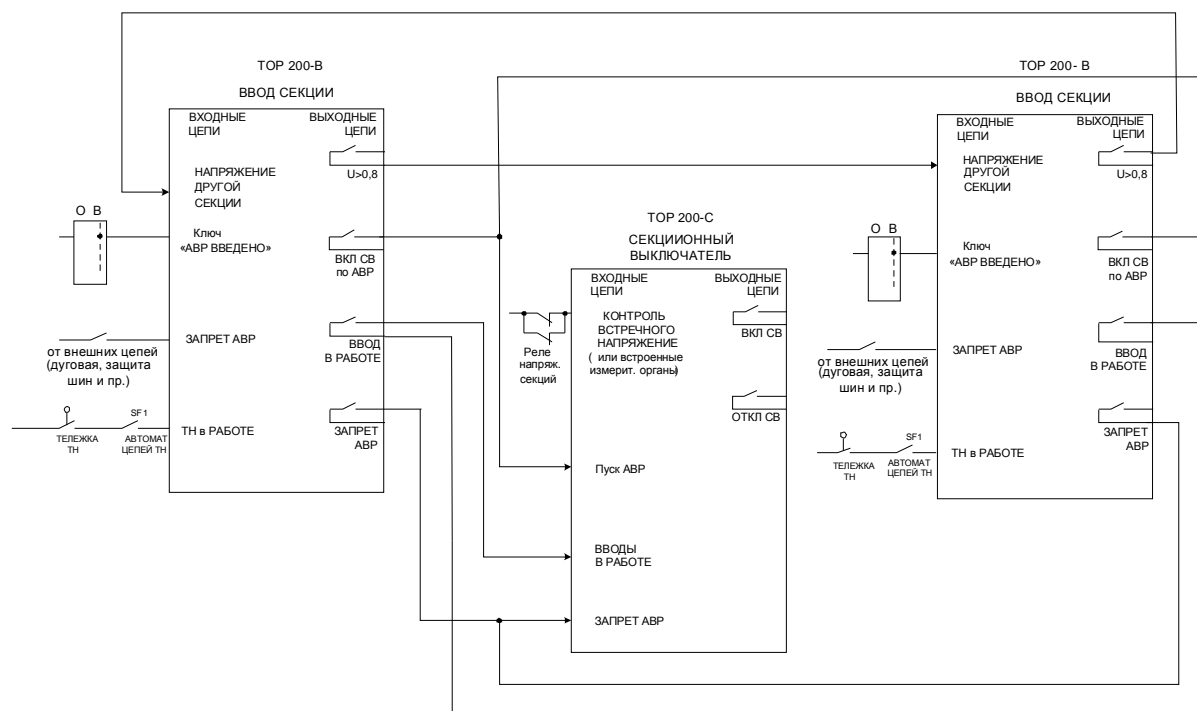 ТОР 200-В
ВВОД СЕКЦИИ
ВХОДНЫЕ
ЦЕПИ
ВЫХОДНЫЕ
ЦЕПИ
НАПРЯЖЕНИЕ
ДРУГОЙ
СЕКЦИИ
U>0,8
О В
Ключ
«АВР ВВЕДЕНО»
ВКЛ СВ
по АВР
ЗАПРЕТ АВР
ВВОД
В РАБОТЕ
от внешних цепей
(дуговая, защита
шин и пр.)
SF1
ТЕЛЕЖКА
ТН
АВТОМАТ
ЦЕПЕЙ ТН
ТН в РАБОТЕ
ЗАПРЕТ
АВР
ТОР 200-С
СЕКЦИИОННЫЙ
ВЫКЛЮЧАТЕЛЬ
ВХОДНЫЕ
ЦЕПИ
ВЫХОДНЫЕ
ЦЕПИ
КОНТРОЛЬ
ВСТРЕЧНОГО
НАПРЯЖЕНИЕ
( или встроенные
измерит. органы)
Реле
напряж.
секций
ВКЛ СВ
ОТКЛ СВ
Пуск АВР
ВВОДЫ
В РАБОТЕ
ЗАПРЕТ АВР
ТОР 200- В
ВВОД СЕКЦИИ
ВХОДНЫЕ
ЦЕПИ
ВЫХОДНЫЕ
ЦЕПИ
НАПРЯЖЕНИЕ
ДРУГОЙ
СЕКЦИИ
U>0,8
О В
Ключ
«АВР ВВЕДЕНО»
ВКЛ СВ
по АВР
ЗАПРЕТ АВР
ВВОД
В РАБОТЕ
от внешних цепей
(дуговая, защита
шин и пр.)
SF1
ТЕЛЕЖКА
ТН
АВТОМАТ
ЦЕПЕЙ ТН
ТН в РАБОТЕ
ЗАПРЕТ
АВР